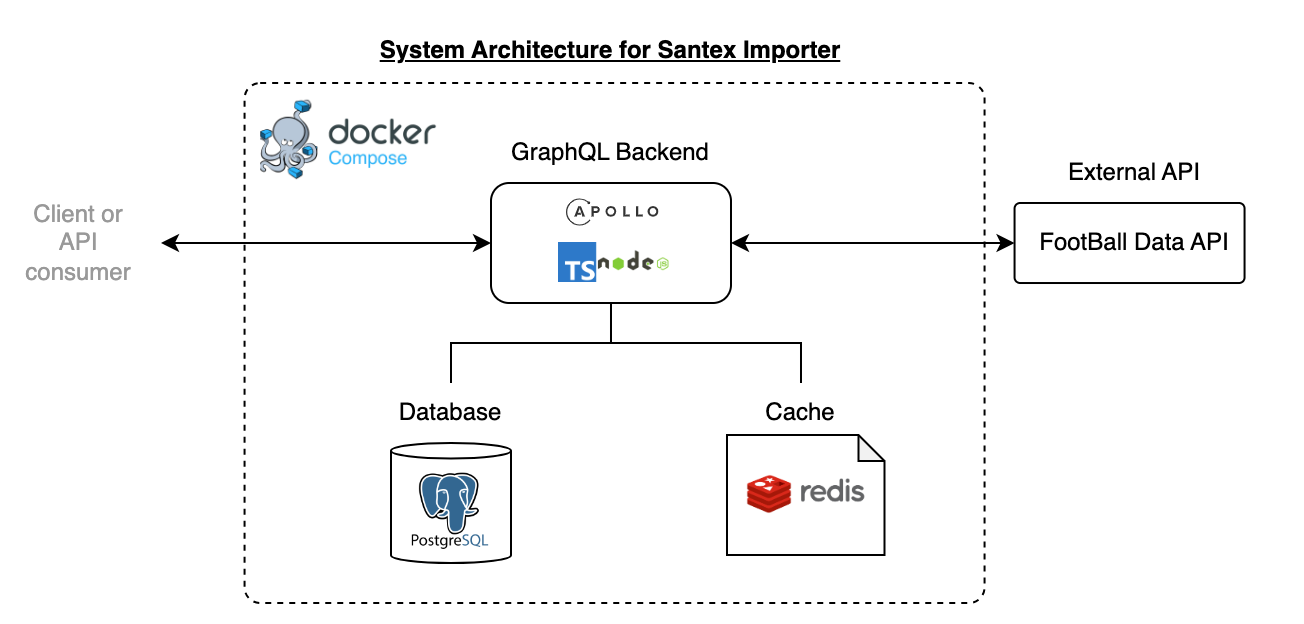 System Architecture for Santex Importer
docker
Compose
GraphQL Backend
APOLLO
TS
node
JS
Client or
API
consumer
External API
FootBall Data API
Database
PostgreSQL
Cache
redis